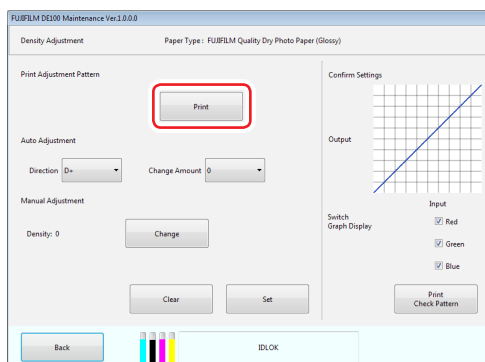 FUJIFILM DE100 Maintenance Ver.1.0.0.0
Density Adjustment
Paper Type : FUJIFILM Quality Dry Photo Paper (Glossy)
Print Adjustment Pattern
Print
Auto Adjustment
Direction D+ Change Amount 0
Manual Adjustment
Density: 0 Change
Clear Set
Confirm Settings
Output
Input
Switch
Graph Display
Red
Green
Blue
Print
Check Pattern
Back
IDLOK